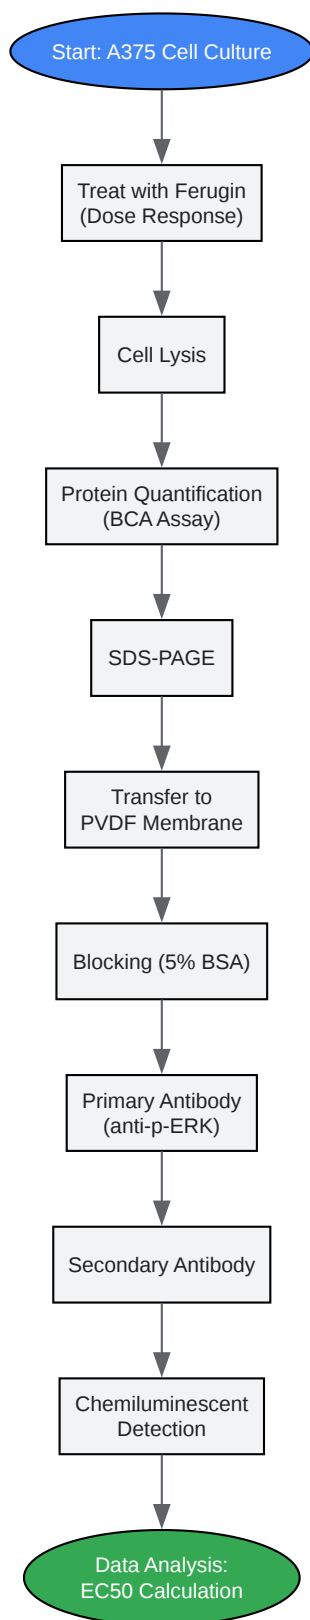 Start: A375 Cell Culture
Treat with Ferugin
(Dose Response)
Cell Lysis
Protein Quantification
(BCA Assay)
SDS-PAGE
Transfer to
PVDF Membrane
Blocking (5% BSA)
Primary Antibody
(anti-p-ERK)
Secondary Antibody
Chemiluminescent
Detection
Data Analysis:
EC50 Calculation